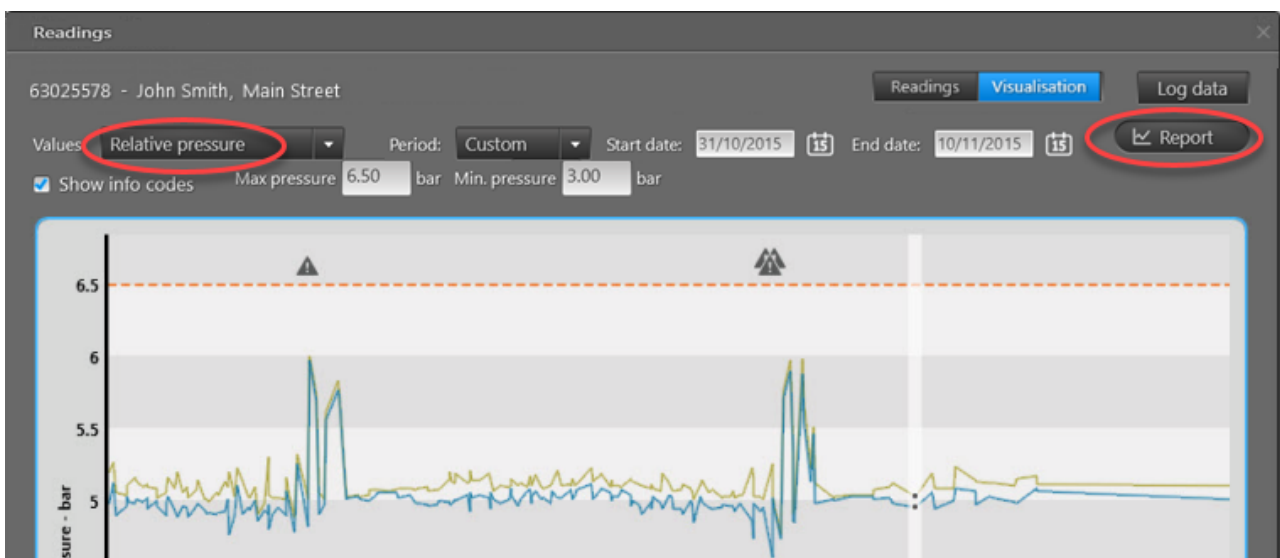 Readings
63025578 - John Smith, Main Street
Readings Visualisation Log data
Values Relative pressure Period: Custom Start date: 31/10/2015 15 End date: 10/11/2015 15 Report
Show info codes Max pressure 6.50 bar Min. pressure 3.00 bar
6.5
6
5.5
5
sure - bar